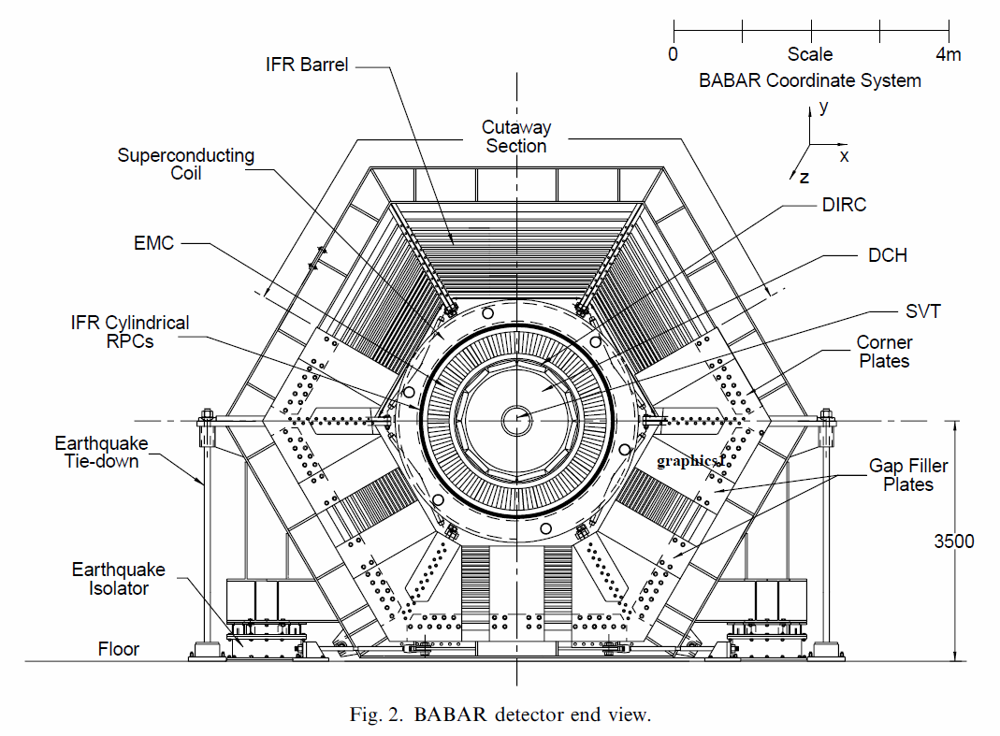 0
Scale
4m
BABAR Coordinate System
y
x
z
IFR Barrel
Cutaway
Section
Superconducting
Coil
DIRC
EMC
DCH
IFR Cylindrical
RPCs
SVT
Corner
Plates
Earthquake
Tie-down
graphics1
Gap Filler
Plates
3500
Earthquake
Isolator
Floor
Fig. 2. BABAR detector end view.